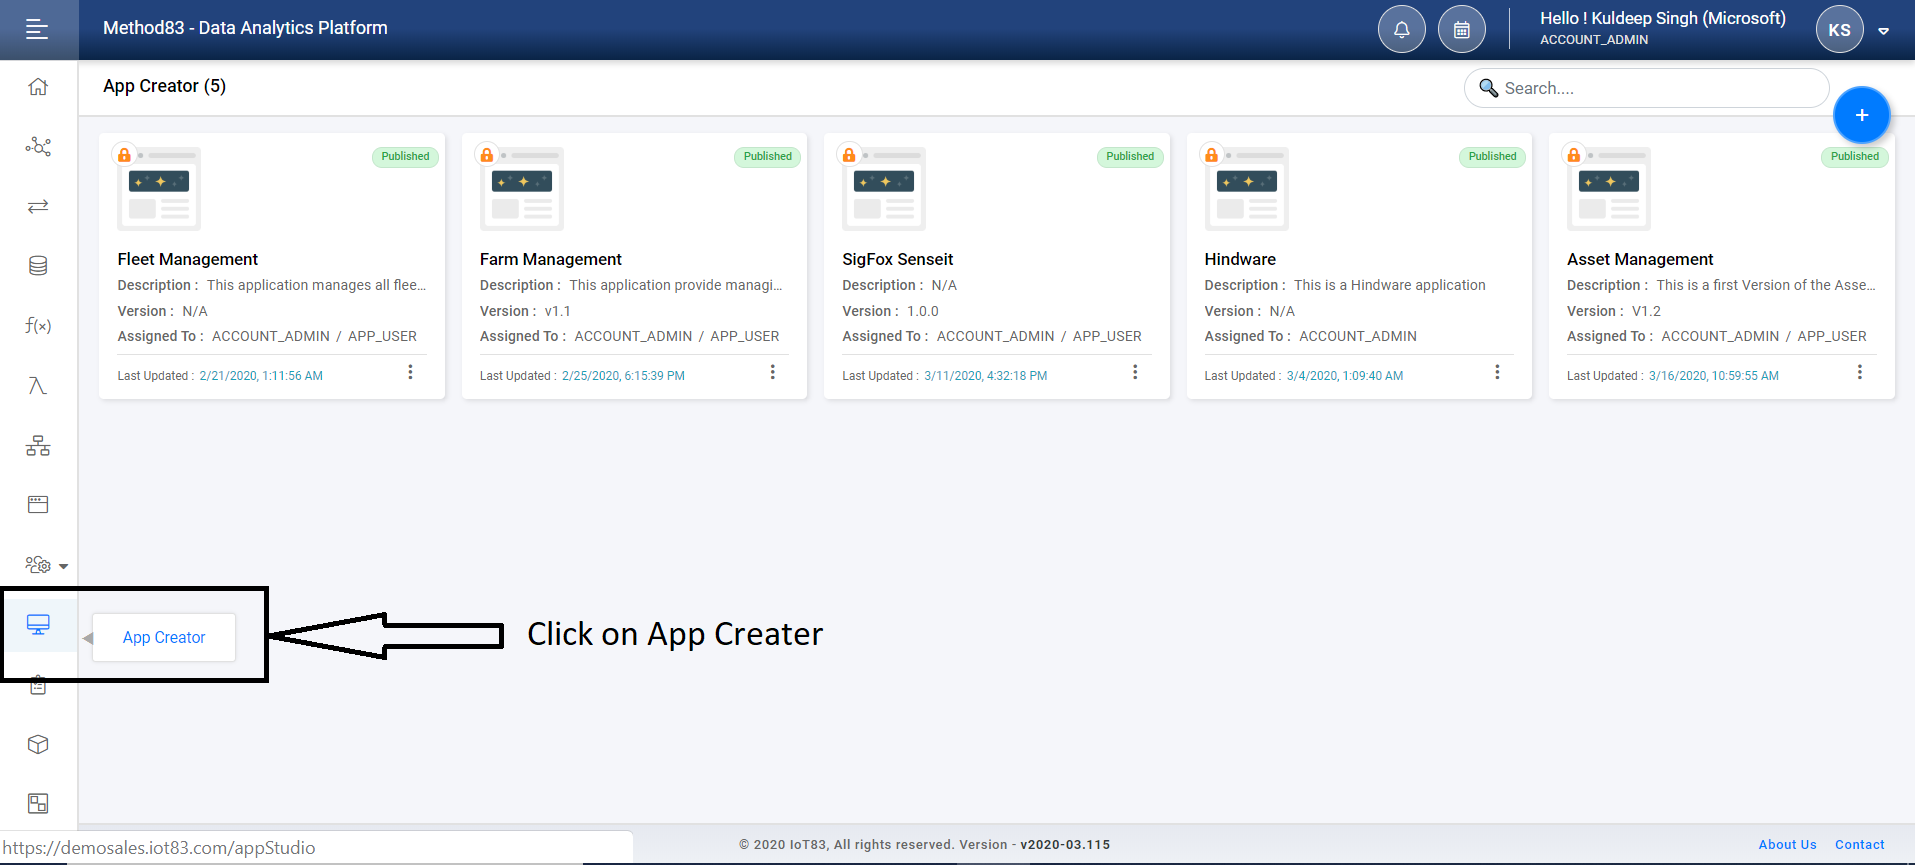 Method83 - Data Analytics Platform
Hello ! Kuldeep Singh (Microsoft)
ACCOUNT_ADMIN
KS
App Creator (5)
Search....
+
Published
Fleet Management
Description : This application manages all flee...
Version : N/A
Assigned To : ACCOUNT_ADMIN / APP_USER
Last Updated : 2/21/2020, 1:11:56 AM
Published
Farm Management
Description : This application provide managi...
Version : v1.1
Assigned To : ACCOUNT_ADMIN / APP_USER
Last Updated : 2/25/2020, 6:15:39 PM
Published
SigFox Senseit
Description : N/A
Version : 1.0.0
Assigned To : ACCOUNT_ADMIN / APP_USER
Last Updated : 3/11/2020, 4:32:18 PM
Published
Hindware
Description : This is a Hindware application
Version : N/A
Assigned To : ACCOUNT_ADMIN
Last Updated : 3/4/2020, 1:09:40 AM
Published
Asset Management
Description : This is a first Version of the Asse...
Version : V1.2
Assigned To : ACCOUNT_ADMIN / APP_USER
Last Updated : 3/16/2020, 10:59:55 AM
f(x)
App Creator
Click on App Creater
https://demosales.iot83.com/appStudio
© 2020 IoT83, All rights reserved. Version - v2020-03.115
About Us Contact